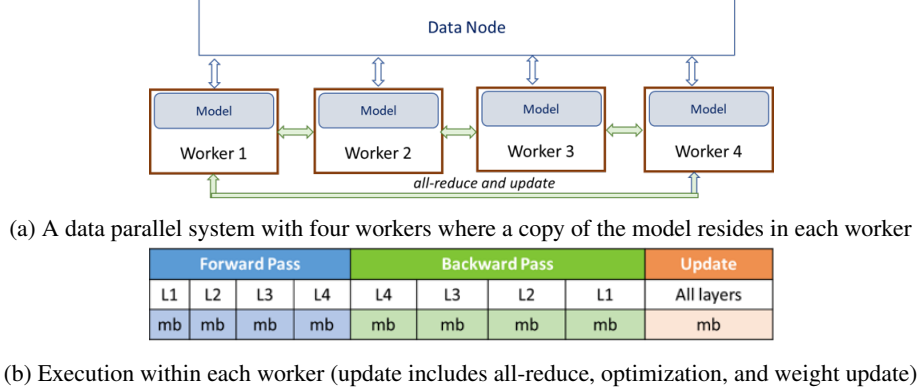 Data Node
Model Model Model Model
Worker 1 Worker 2 Worker 3 Worker 4
all-reduce and update
(a) A data parallel system with four workers where a copy of the model resides in each worker
Forward Pass Backward Pass Update
L1 L2 L3 L4 L4 L3 L2 L1 All layers
mb mb mb mb mb mb mb mb mb
(b) Execution within each worker (update includes all-reduce, optimization, and weight update)